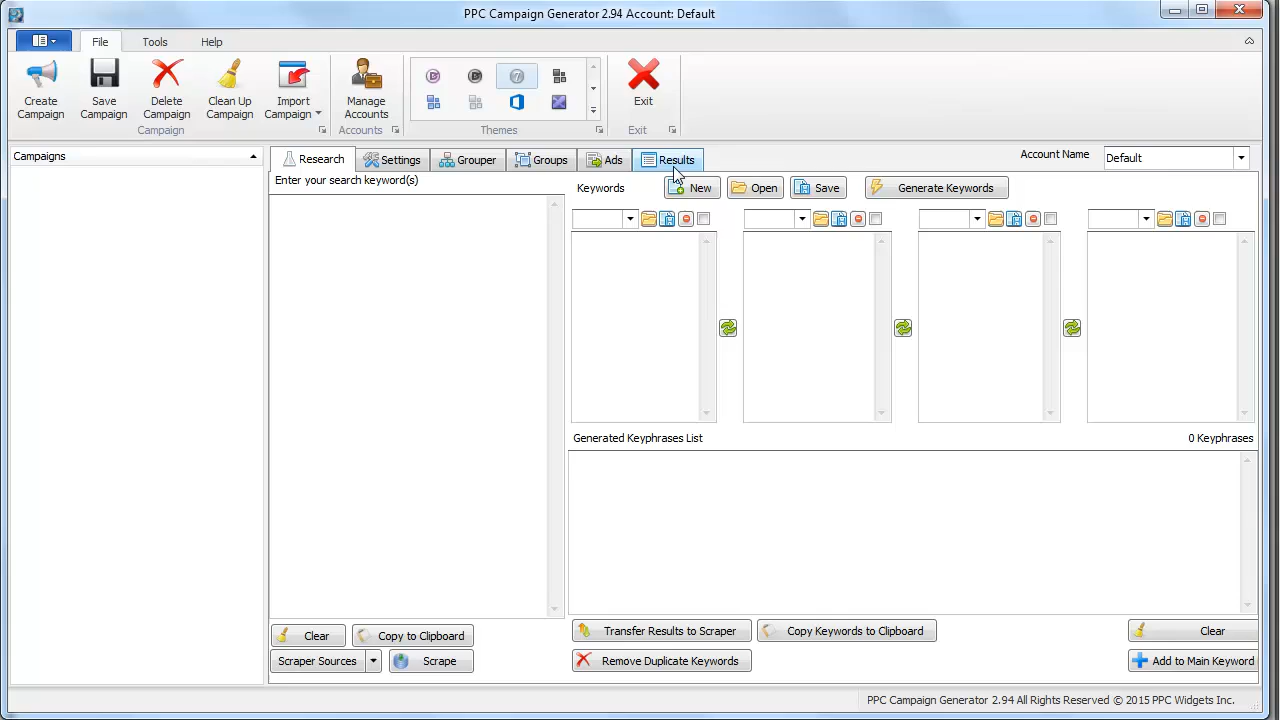 PPC Campaign Generator 2.94 Account: Default
File Tools Help
Create Campaign Save Campaign Delete Campaign Clean Up Campaign Import Campaign Manage Accounts Exit
Campaign Accounts Themes Exit
Campaigns
Research Settings Grouper Groups Ads Results Account Name Default
Enter your search keyword(s) Keywords New Open Save Generate Keywords
Generated Keyphrases List 0 Keyphrases
Clear Copy to Clipboard Transfer Results to Scraper Copy Keywords to Clipboard Clear
Scraper Sources Scrape Remove Duplicate Keywords Add to Main Keyword
PPC Campaign Generator 2.94 All Rights Reserved © 2015 PPC Widgets Inc.